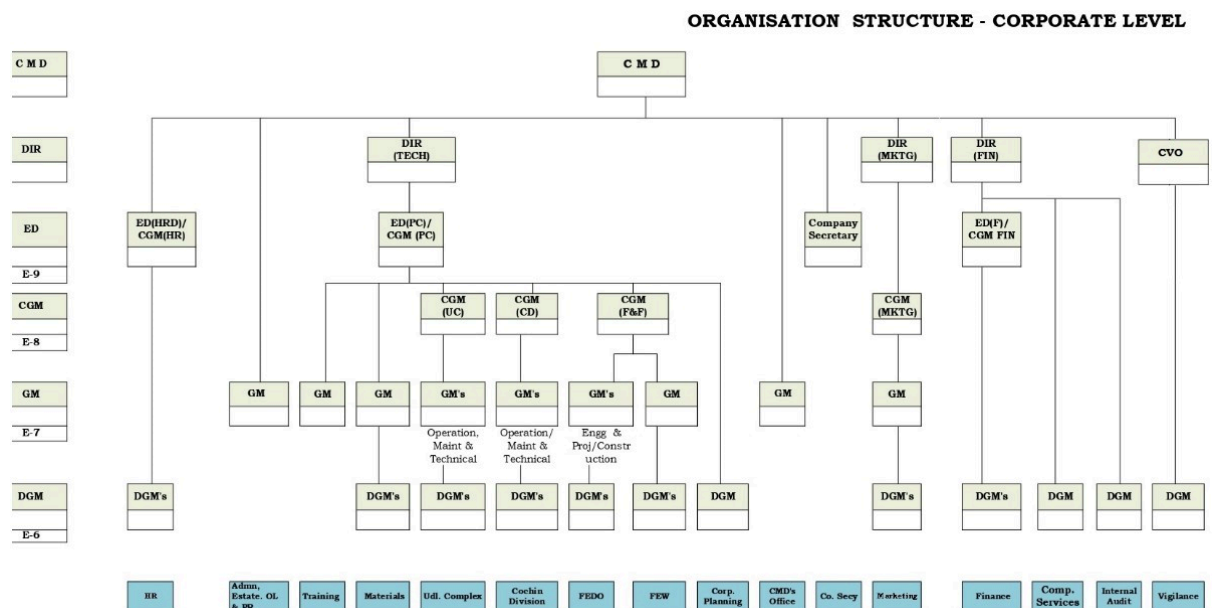 ORGANISATION STRUCTURE - CORPORATE LEVEL
C M D
C M D
DIR
DIR
(TECH)
DIR
(MKTG)
DIR
(FIN)
CVO
ED
ED(HRD)/
CGM(HR)
ED(PC)/
CGM (PC)
Company
Secretary
ED(F)/
CGM FIN
E-9
CGM
CGM
(UC)
CGM
(CD)
CGM
(F&F)
CGM
(MKTG)
E-8
GM
GM
GM
GM
GM's
GM's
GM's
GM
GM
GM
E-7
Operation,
Maint &
Technical
Operation/
Maint &
Technical
Engg &
Proj/Constr
uction
DGM
DGM's
DGM's
DGM's
DGM's
DGM's
DGM's
DGM
DGM's
DGM's
DGM
DGM
DGM
E-6
HR
Admn,
Estate. OL
& PR
Training
Materials
Udl. Complex
Cochin
Division
FEDO
FEW
Corp.
Planning
CMD's
Office
Co. Secy
Marketing
Finance
Comp.
Services
Internal
Audit
Vigilance